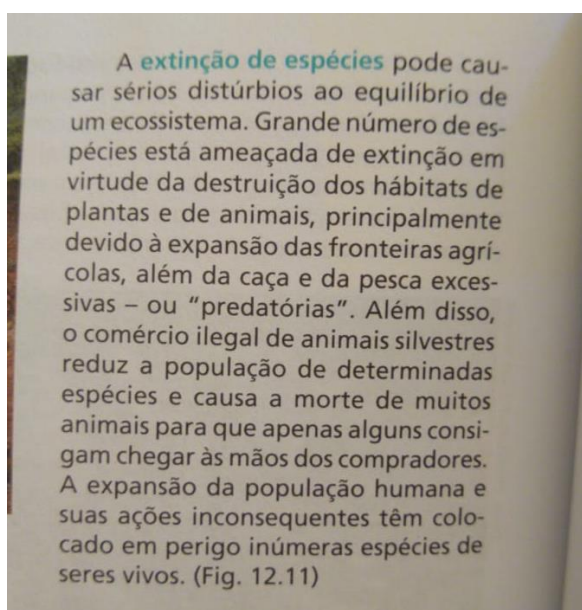 A extinção de espécies pode cau-
sar sérios distúrbios ao equilíbrio de
um ecossistema. Grande número de es-
pécies está ameaçada de extinção em
virtude da destruição dos hábitats de
plantas e de animais, principalmente
devido à expansão das fronteiras agrí-
colas, além da caça e da pesca exces-
sivas – ou “predatórias”. Além disso,
o comércio ilegal de animais silvestres
reduz a população de determinadas
espécies e causa a morte de muitos
animais para que apenas alguns consi-
gam chegar às mãos dos compradores.
A expansão da população humana e
suas ações inconsequentes têm colo-
cado em perigo inúmeras espécies de
seres vivos. (Fig. 12.11)